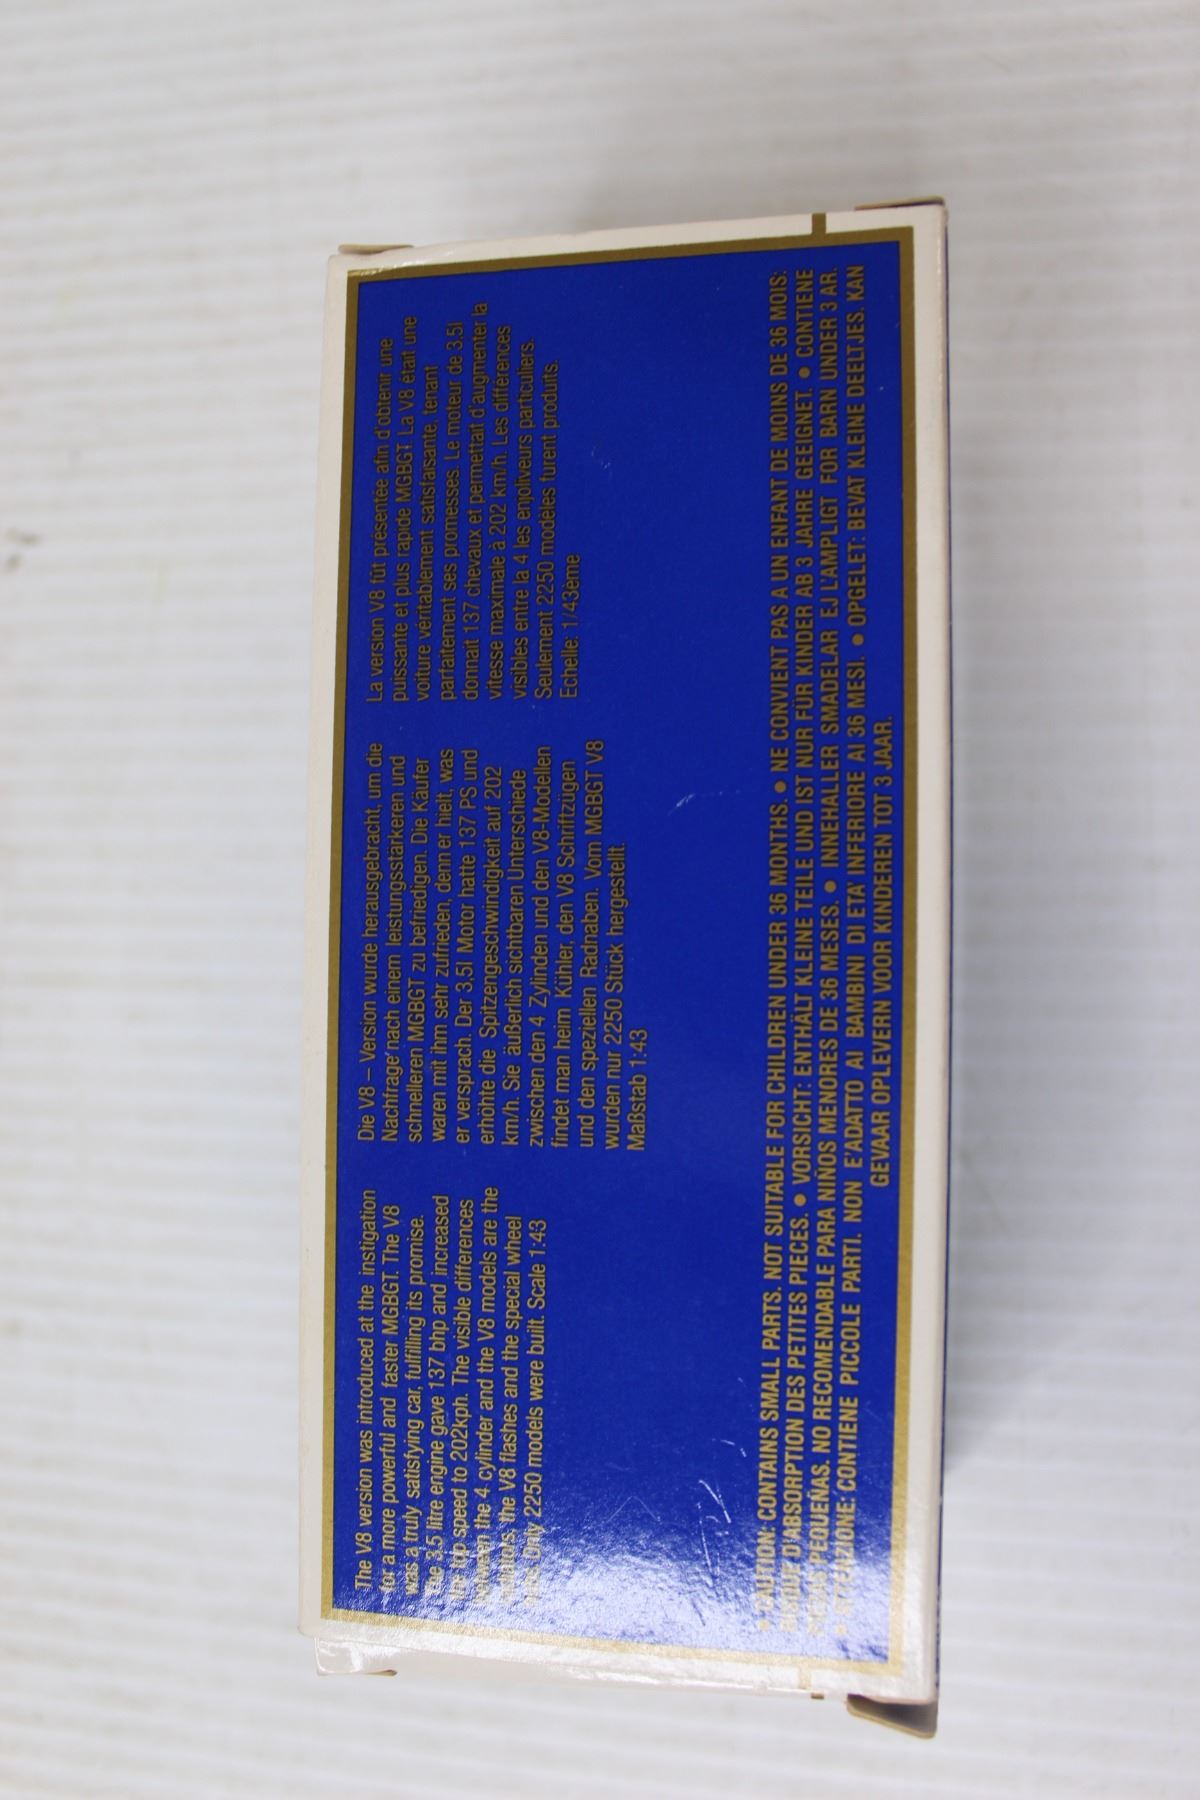 The V8 version was introduced at the instigation
for a more powerful and faster MGBGT. The V8
was a truly satisfying car, fulfilling its promise.
The 3.5 litre engine gave 137 bhp and increased
the top speed to 202kph. The visible differences
between the 4 cylinder and the V8 models are the
radiators, the V8 flashes and the special wheel
Only 2250 models were built. Scale 1:43
Die V8 – Version wurde herausgebracht, um die
Nachfrage nach einem leistungsstärkeren und
schnelleren MGBGT zu befriedigen. Die Käufer
waren mit ihm sehr zufrieden, denn er hielt, was
er versprach. Der 3,5l Motor hatte 137 PS und
erhöhte die Spitzengeschwindigkeit auf 202
km/h. Sie äußerlich sichtbaren Unterschiede
zwischen den 4 Zylinden und den V8-Modellen
findet man heim Kühler, den V8 Schriftzügen
und den speziellen Radnaben. Vom MGBGT V8
wurden nur 2250 Stück hergestellt.
Maßstab 1:43
La version V8 fût présentée afin d'obtenir une
puissante et plus rapide MGBGT. La V8 était une
voiture véritablement satisfaisante, tenant
parfaitement ses promesses. Le moteur de 3.5l
donnait 137 chevaux et permettait d'augmenter la
vitesse maximale à 202 km/h. Les différences
visibles entre la 4 les enjoliveurs particuliers.
Seulement 2250 modèles furent produits.
Echelle: 1/43ème
• CAUTION: CONTAINS SMALL PARTS. NOT SUITABLE FOR CHILDREN UNDER 36 MONTHS. • NE CONVIENT PAS A UN ENFANT DE MOINS DE 36 MOIS:
RISQUE D'ABSORPTION DES PETITES PIECES. • VORSICHT: ENTHÄLT KLEINE TEILE UND IST NUR FÜR KINDER AB 3 JAHRE GEEIGNET. • CONTIENE
PIEZAS PEQUEÑAS. NO RECOMENDABLE PARA NIÑOS MENORES DE 36 MESES. • INNEHALLER SMADELAR EJ LAMPLIGT FOR BARN UNDER 3 AR.
• ATTENZIONE: CONTIENE PICCOLE PARTI. NON E'ADATTO AI BAMBINI DI ETA' INFERIORE AI 36 MESI. • OPGELET: BEVAT KLEINE DEELTJES. KAN
GEVAAR OPLEVERN VOOR KINDEREN TOT 3 JAAR.